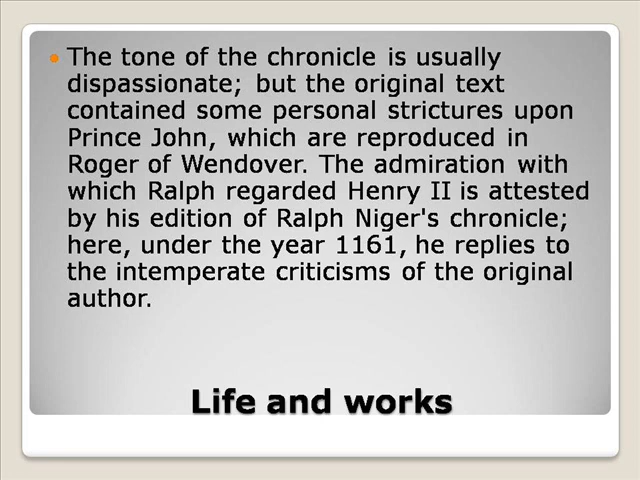 The tone of the chronicle is usually
dispassionate; but the original text
contained some personal strictures upon
Prince John, which are reproduced in
Roger of Wendover. The admiration with
which Ralph regarded Henry II is attested
by his edition of Ralph Niger's chronicle;
here, under the year 1161, he replies to
the intemperate criticisms of the original
author.
Life and works